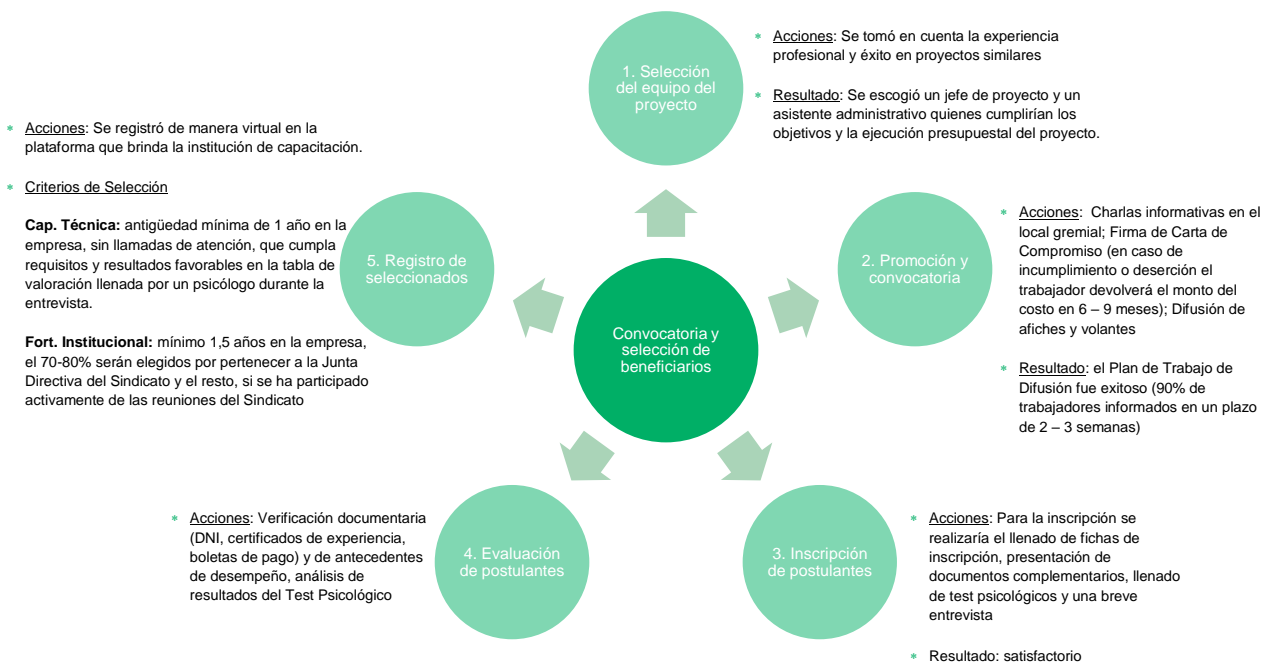 1. Selección
del equipo del
proyecto
* Acciones: Se tomó en cuenta la experiencia
profesional y éxito en proyectos similares
* Resultado: Se escogió un jefe de proyecto y un
asistente administrativo quienes cumplirían los
objetivos y la ejecución presupuestal del proyecto.
* Acciones: Se registró de manera virtual en la
plataforma que brinda la institución de capacitación.
* Criterios de Selección
Cap. Técnica: antigüedad mínima de 1 año en la
empresa, sin llamadas de atención, que cumpla
requisitos y resultados favorables en la tabla de
valoración llenada por un psicólogo durante la
entrevista.
Fort. Institucional: mínimo 1,5 años en la empresa,
el 70-80% serán elegidos por pertenecer a la Junta
Directiva del Sindicato y el resto, si se ha participado
activamente de las reuniones del Sindicato
5. Registro de
seleccionados
Convocatoria y
selección de
beneficiarios
2. Promoción y
convocatoria
* Acciones: Charlas informativas en el
local gremial; Firma de Carta de
Compromiso (en caso de
incumplimiento o deserción el
trabajador devolverá el monto del
costo en 6 – 9 meses); Difusión de
afiches y volantes
* Resultado: el Plan de Trabajo de
Difusión fue exitoso (90% de
trabajadores informados en un plazo
de 2 – 3 semanas)
* Acciones: Verificación documentaria
(DNI, certificados de experiencia,
boletas de pago) y de antecedentes
de desempeño, análisis de
resultados del Test Psicológico
4. Evaluación
de postulantes
3. Inscripción
de postulantes
* Acciones: Para la inscripción se
realizaría el llenado de fichas de
inscripción, presentación de
documentos complementarios, llenado
de test psicológicos y una breve
entrevista
* Resultado: satisfactorio